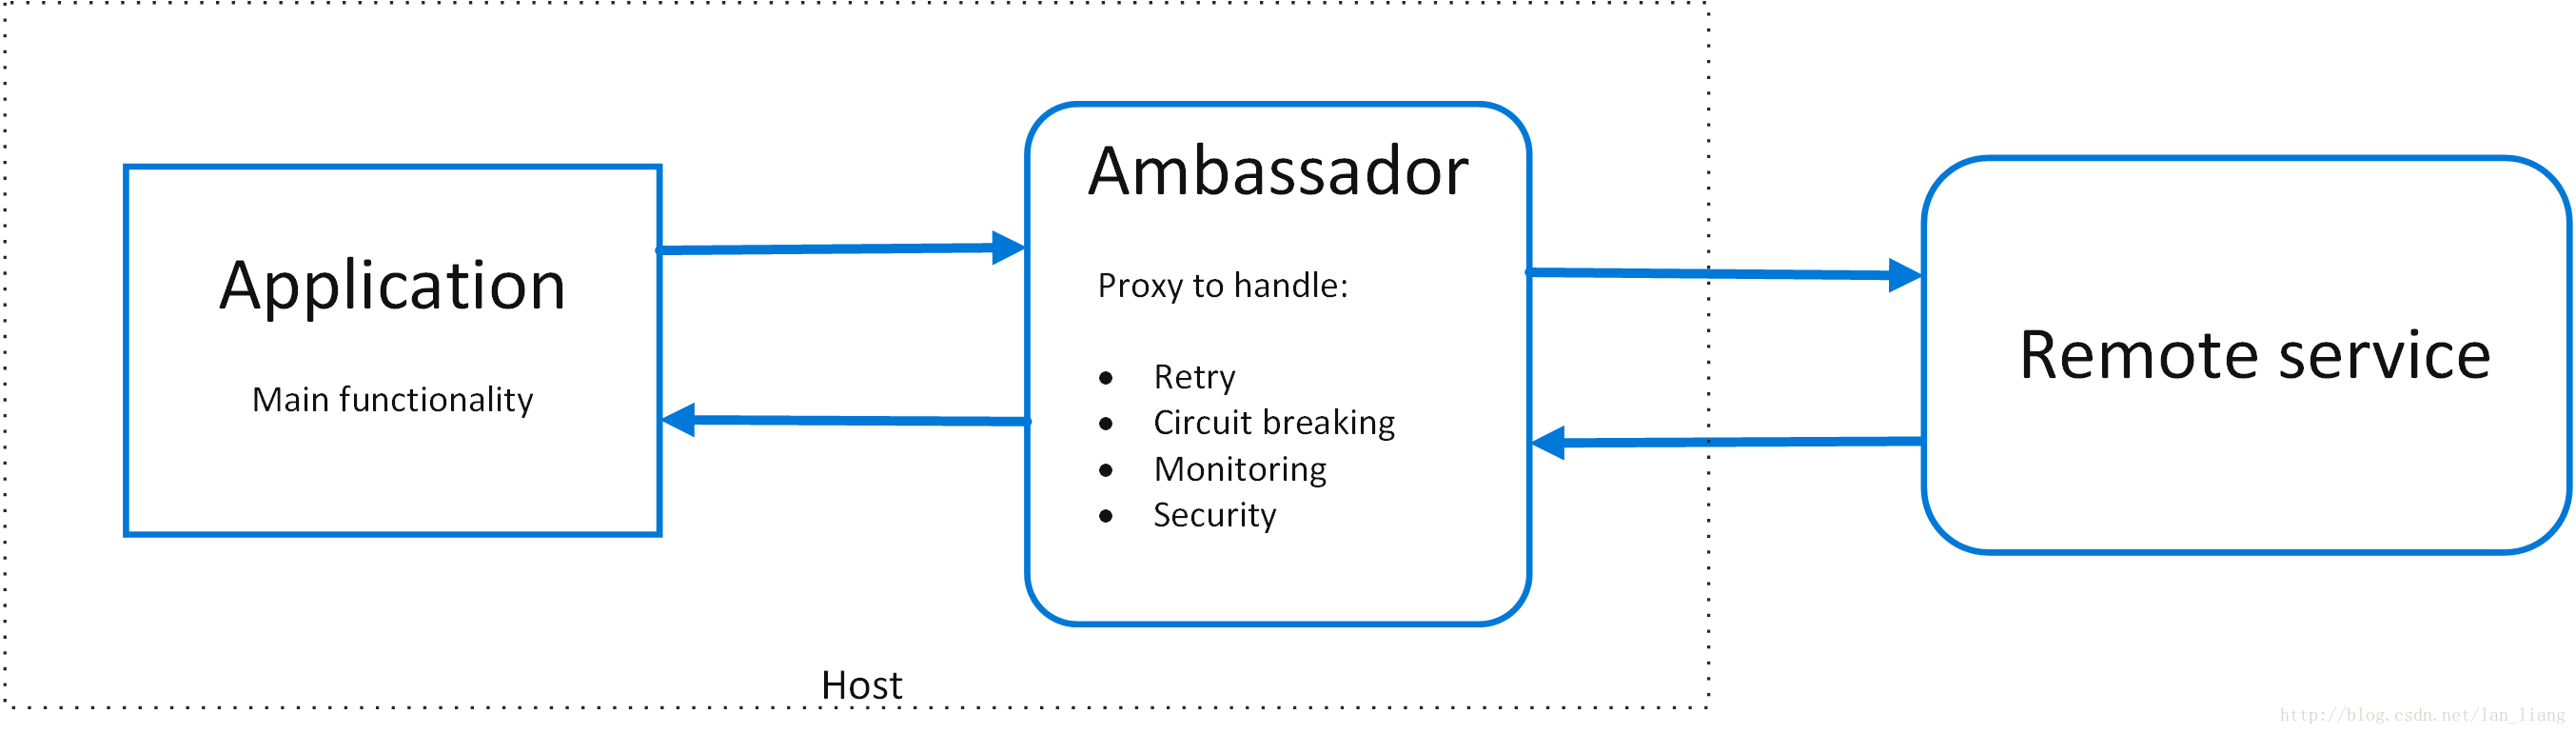 Application
Main functionality
Ambassador
Proxy to handle:
● Retry
● Circuit breaking
● Monitoring
● Security
Remote service
Host
http://blog.csdn.net/lan_liang